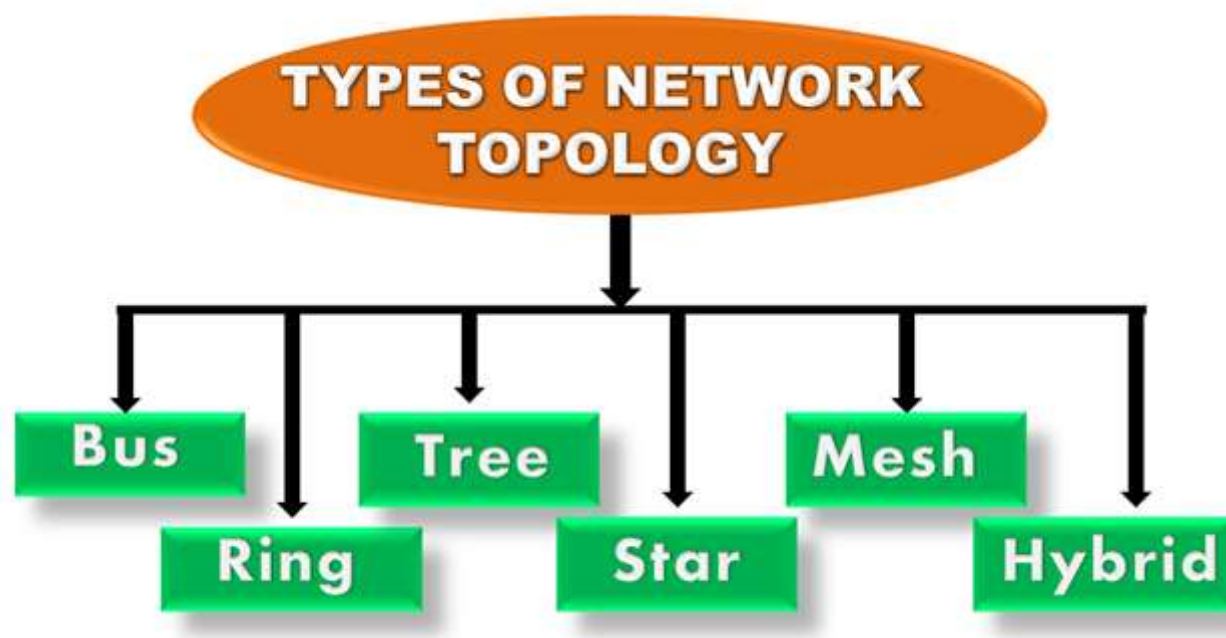 TYPES OF NETWORK
TOPOLOGY
Bus
Tree
Mesh
Ring
Star
Hybrid